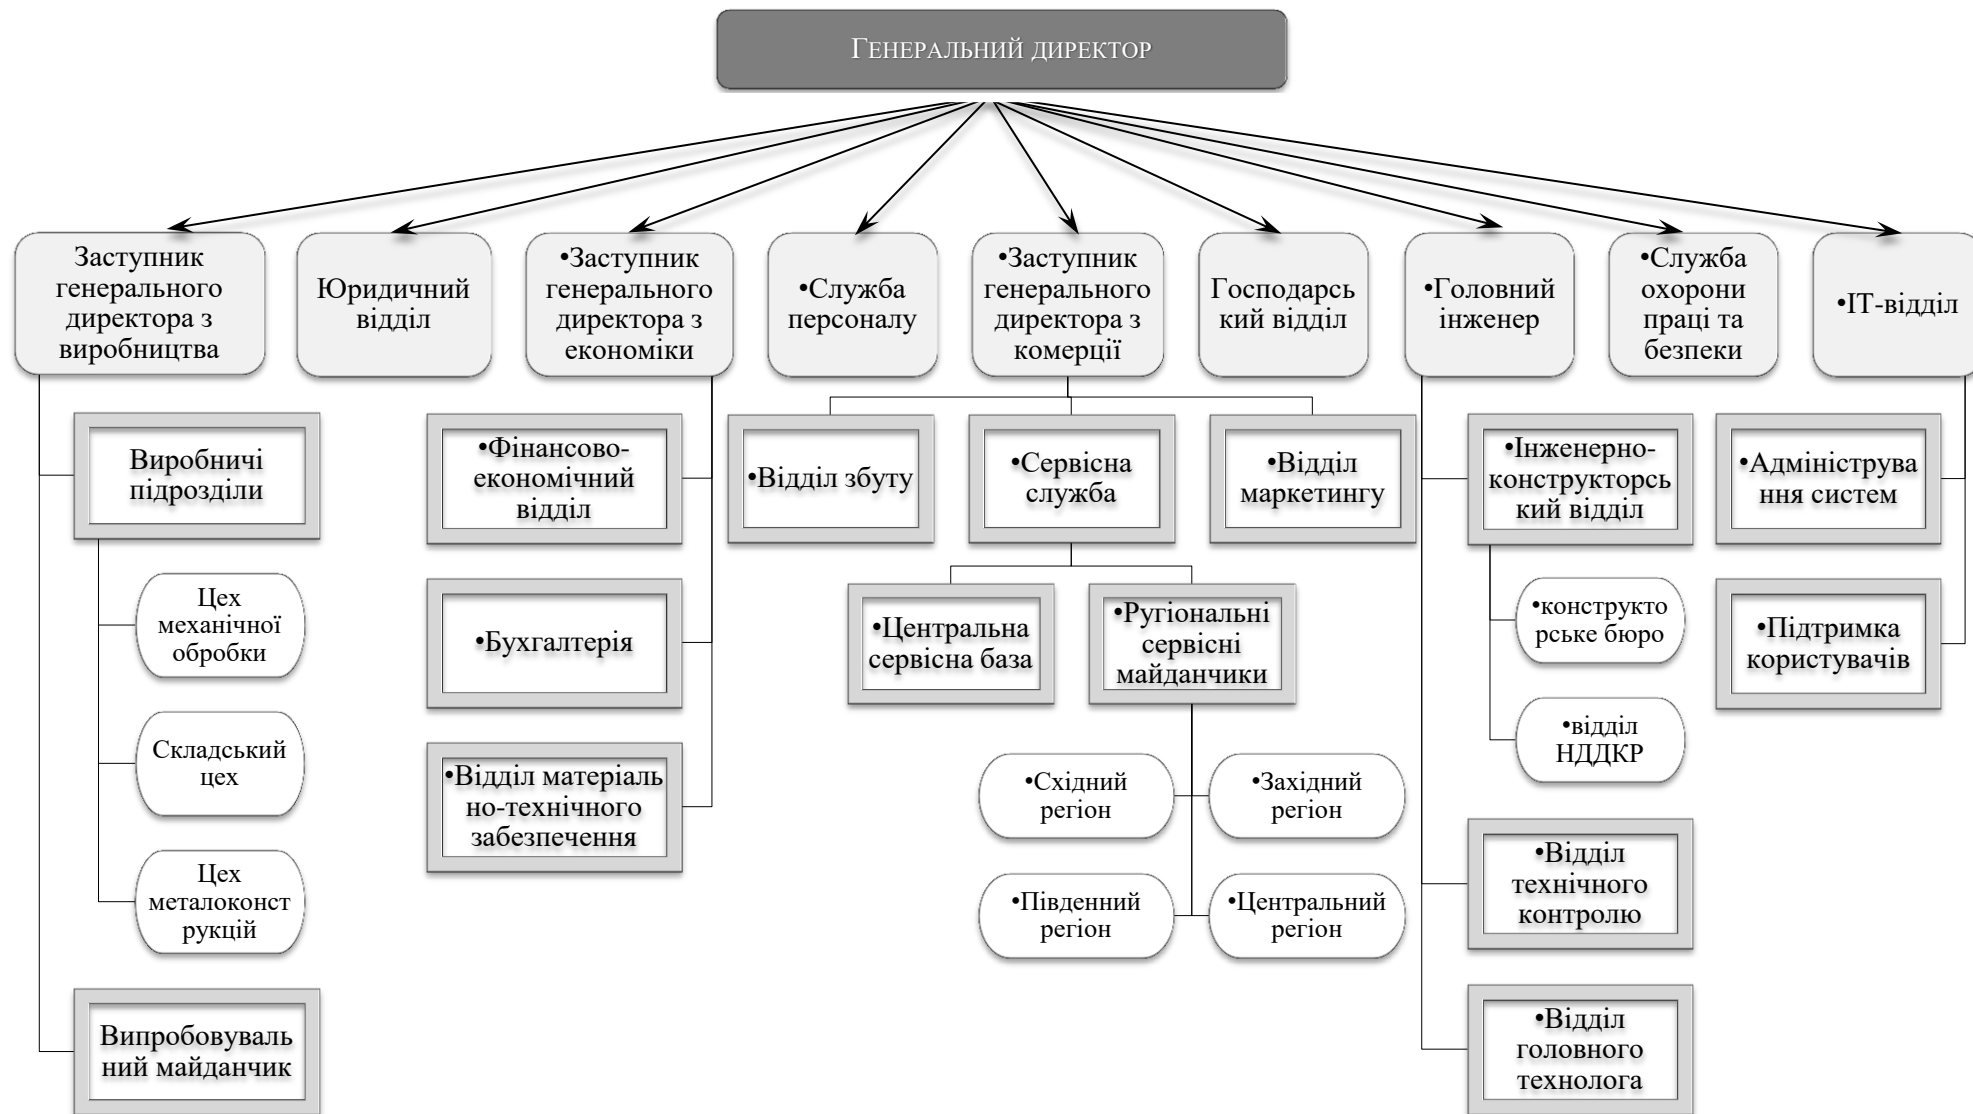 ГЕНЕРАЛЬНИЙ ДИРЕКТОР
Заступник
генерального
директора з
виробництва
Юридичний
відділ
•Заступник
генерального
директора з
економіки
•Служба
персоналу
•Заступник
генерального
директора з
комерції
Господарсь
кий відділ
•Головний
інженер
•Служба
охорони
праці та
безпеки
•ІТ-відділ
Виробничі
підрозділи
•Фінансово-
економічний
відділ
•Відділ збуту
•Сервісна
служба
•Відділ
маркетингу
•Інженерно-
конструкторсь
кий відділ
•Адмініструва
ння систем
Цех
механічної
обробки
•Бухгалтерія
•Центральна
сервісна база
•Ругіональні
сервісні
майданчики
•конструкто
рське бюро
•Підтримка
користувачів
Складський
цех
•Відділ матеріаль
но-технічного
забезпечення
•Східний
регіон
•Західний
регіон
•відділ
НДДКР
Цех
металоконст
рукцій
•Південний
регіон
•Центральний
регіон
•Відділ
технічного
контролю
Випробовуваль
ний майданчик
•Відділ
головного
технолога